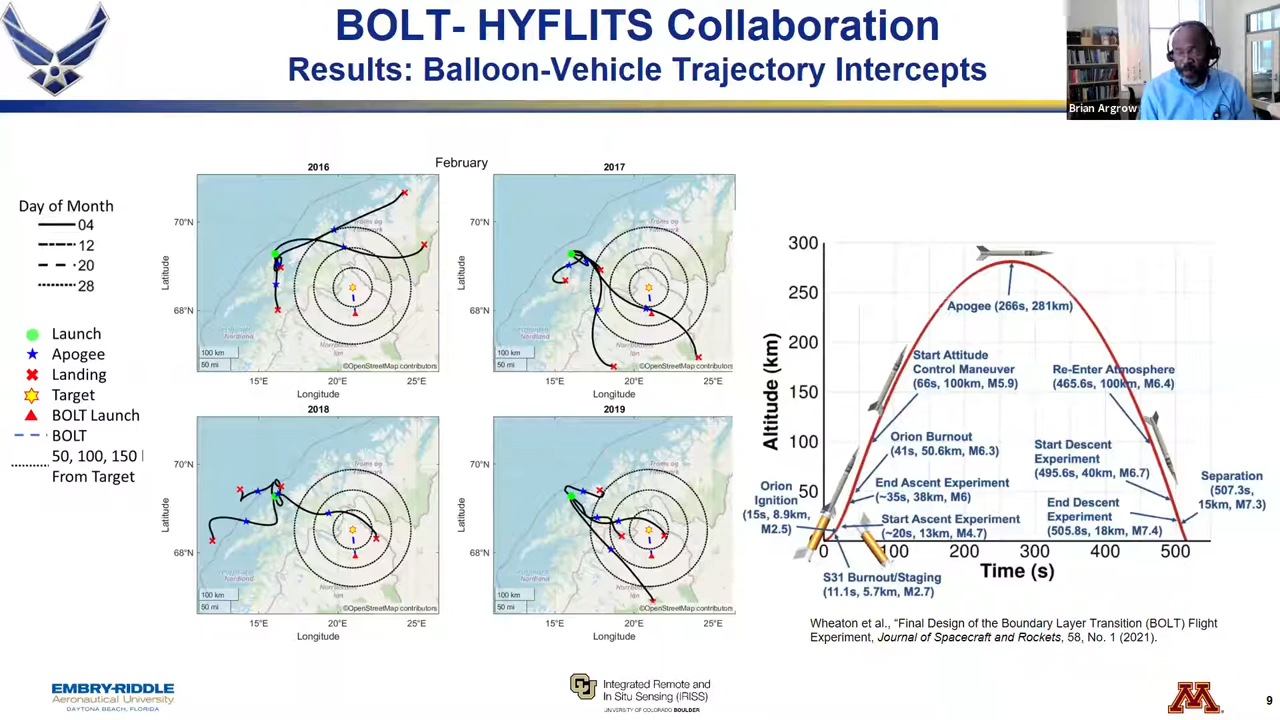 BOLT- HYFLITS Collaboration
Results: Balloon-Vehicle Trajectory Intercepts
Brian Argrow
Day of Month
04
12
20
28
Launch
Apogee
Landing
Target
BOLT Launch
BOLT
50, 100, 150
From Target
February
2016
70°N
68°N
Latitude
100 km
50 mi
©OpenStreetMap contributors
15°E
20°E
25°E
Longitude
2017
70°N
68°N
Latitude
100 km
50 mi
©OpenStreetMap contributors
15°E
20°E
25°E
Longitude
2018
70°N
68°N
Latitude
100 km
50 mi
©OpenStreetMap contributors
15°E
20°E
25°E
Longitude
2019
70°N
68°N
Latitude
100 km
50 mi
©OpenStreetMap contributors
15°E
20°E
25°E
Longitude
300
250
200
150
100
50
0
100
200
300
400
500
Altitude (km)
Time (s)
Apogee (266s, 281km)
Start Attitude
Control Maneuver
(66s, 100km, M5.9)
Re-Enter Atmosphere
(465.6s, 100km, M6.4)
Orion Burnout
(41s, 50.6km, M6.3)
Start Descent
Experiment
(495.6s, 40km, M6.7)
End Ascent Experiment
(~35s, 38km, M6)
Separation
(507.3s,
15km, M7.3)
Orion
Ignition
(15s, 8.9km,
M2.5)
End Descent
Experiment
(505.8s, 18km, M7.4)
Start Ascent Experiment
(~20s, 13km, M4.7)
S31 Burnout/Staging
(11.1s, 5.7km, M2.7)
Wheaton et al., “Final Design of the Boundary Layer Transition (BOLT) Flight
Experiment, Journal of Spacecraft and Rockets, 58, No. 1 (2021).
EMBRY-RIDDLE
Aeronautical University
DAYTONA BEACH, FLORIDA
CU
Integrated Remote and
In Situ Sensing (IRISS)
UNIVERSITY OF COLORADO BOULDER
M
9